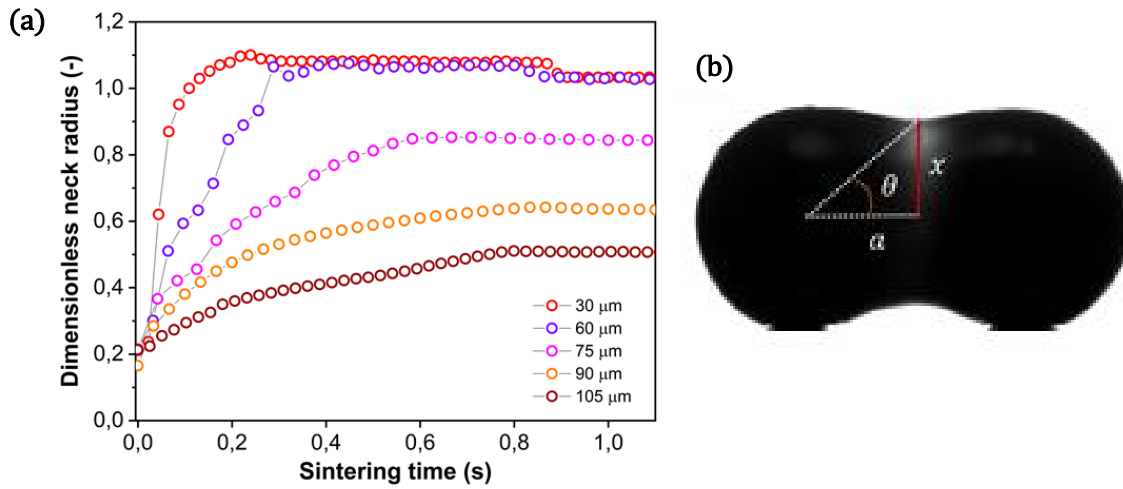 (a)
Dimensionless neck radius (-)
1,2
1,0
0,8
0,6
0,4
0,2
0,0
30 μm
60 μm
75 μm
90 μm
105 μm
0,0 0,2 0,4 0,6 0,8 1,0
Sintering time (s)
(b)
θ
x
a